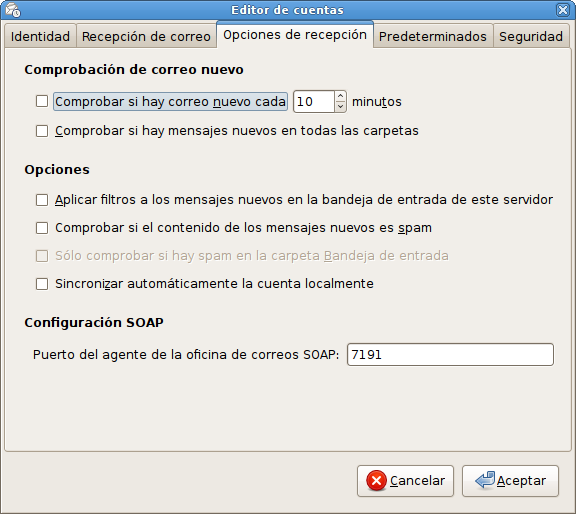 Editor de cuentas
Identidad Recepción de correo Opciones de recepción Predeterminados Seguridad
Comprobación de correo nuevo
Comprobar si hay correo nuevo cada 10 minutos
Comprobar si hay mensajes nuevos en todas las carpetas
Opciones
Aplicar filtros a los mensajes nuevos en la bandeja de entrada de este servidor
Comprobar si el contenido de los mensajes nuevos es spam
Sólo comprobar si hay spam en la carpeta Bandeja de entrada
Sincronizar automáticamente la cuenta localmente
Configuración SOAP
Puerto del agente de la oficina de correos SOAP: 7191
Cancelar Aceptar